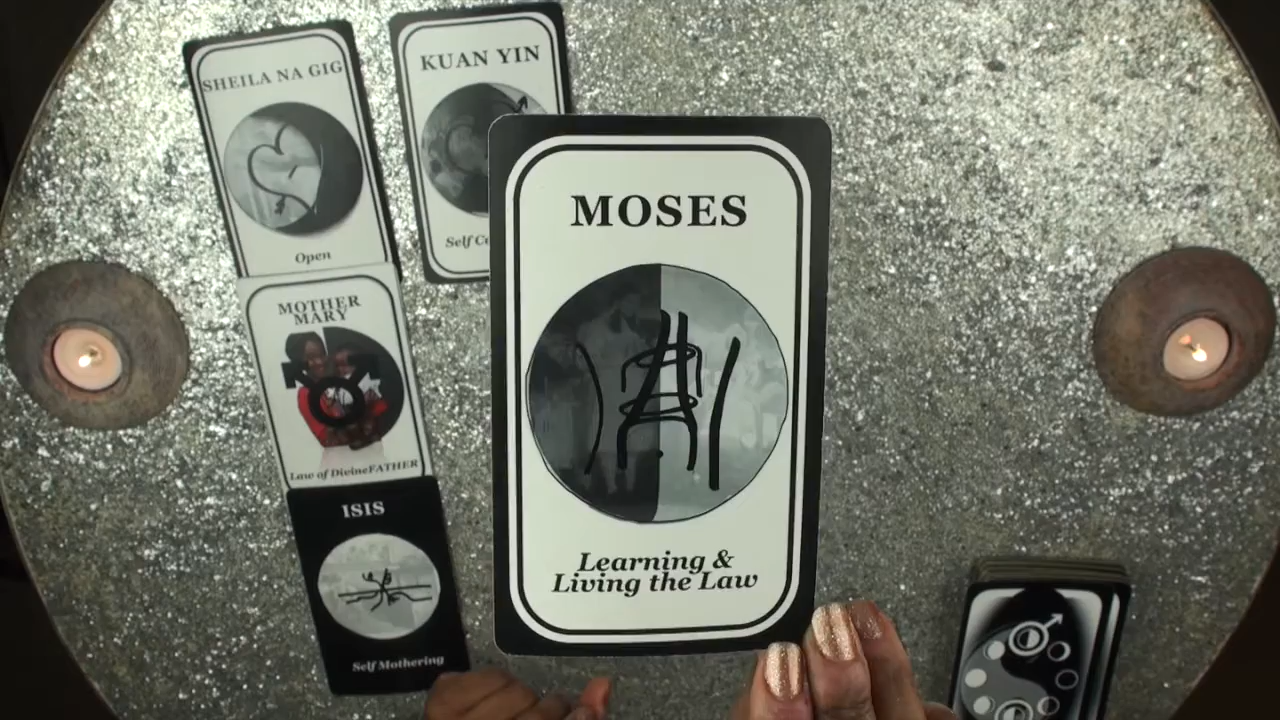 SHEILA NA GIG
Open
KUAN YIN
Self
MOTHER
MARY
Law of DivineFATHER
ISIS
Self Mothering
MOSES
Learning &
Living the Law